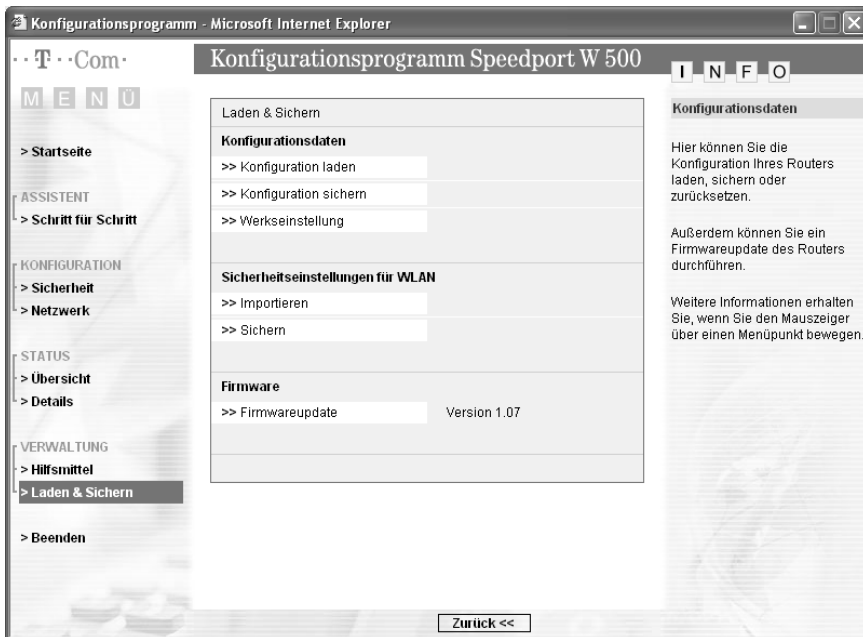 Konfigurationsprogramm - Microsoft Internet Explorer
··T··Com·
Konfigurationsprogramm Speedport W 500
INFO
MENÜ
> Startseite
ASSISTENT
> Schritt für Schritt
KONFIGURATION
> Sicherheit
> Netzwerk
STATUS
> Übersicht
> Details
VERWALTUNG
> Hilfsmittel
> Laden & Sichern
> Beenden
Laden & Sichern
Konfigurationsdaten
>> Konfiguration laden
>> Konfiguration sichern
>> Werkseinstellung
Sicherheitseinstellungen für WLAN
>> Importieren
>> Sichern
Firmware
>> Firmwareupdate Version 1.07
Zurück <<
Konfigurationsdaten
Hier können Sie die
Konfiguration Ihres Routers
laden, sichern oder
zurücksetzen.
Außerdem können Sie ein
Firmwareupdate des Routers
durchführen.
Weitere Informationen erhalten
Sie, wenn Sie den Mauszeiger
über einen Menüpunkt bewegen.